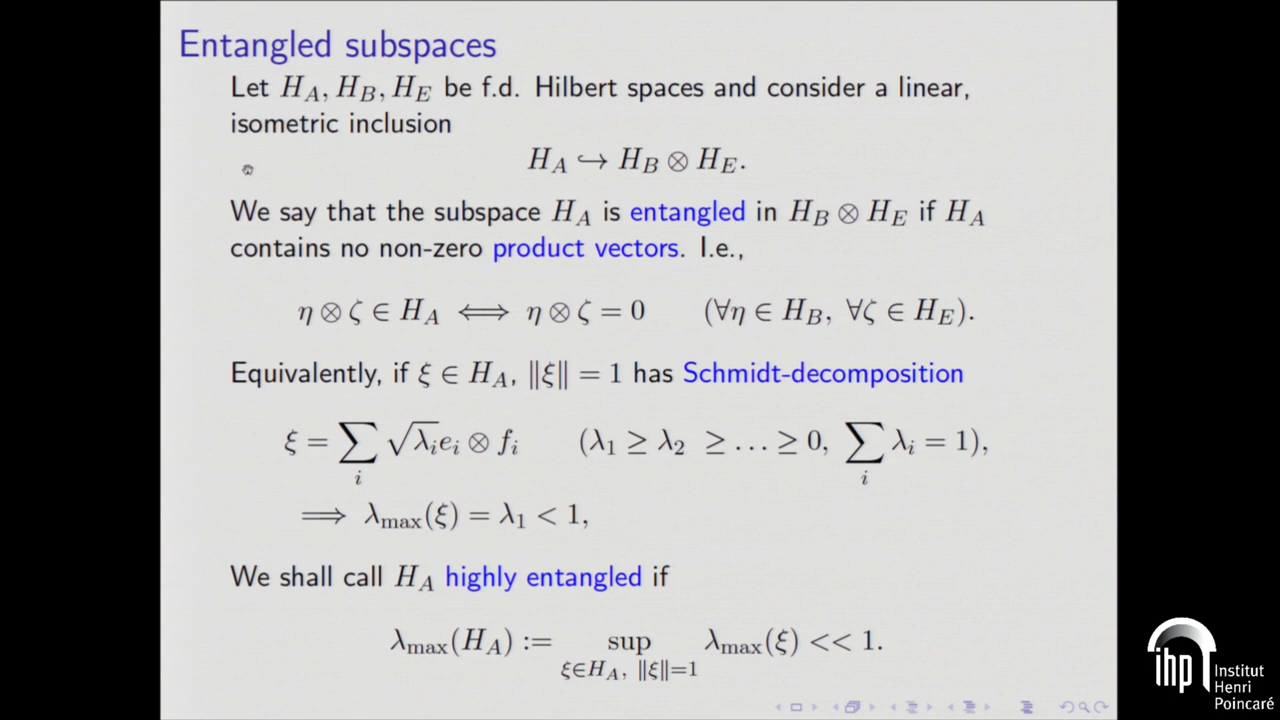 Entangled subspaces
Let H_A, H_B, H_E be f.d. Hilbert spaces and consider a linear,
isometric inclusion
H_A ↪ H_B ⊗ H_E.
We say that the subspace H_A is entangled in H_B ⊗ H_E if H_A
contains no non-zero product vectors. I.e.,
η ⊗ ζ ∈ H_A ⟺ η ⊗ ζ = 0 (∀η ∈ H_B, ∀ζ ∈ H_E).
Equivalently, if ξ ∈ H_A, ‖ξ‖ = 1 has Schmidt-decomposition
ξ = ∑_i √λ_i e_i ⊗ f_i (λ_1 ≥ λ_2 ≥ … ≥ 0, ∑_i λ_i = 1),
⟹ λ_max(ξ) = λ_1 < 1,
We shall call H_A highly entangled if
λ_max(H_A) := sup_{ξ∈H_A, ‖ξ‖=1} λ_max(ξ) << 1.
ihp
Institut
Henri
Poincaré